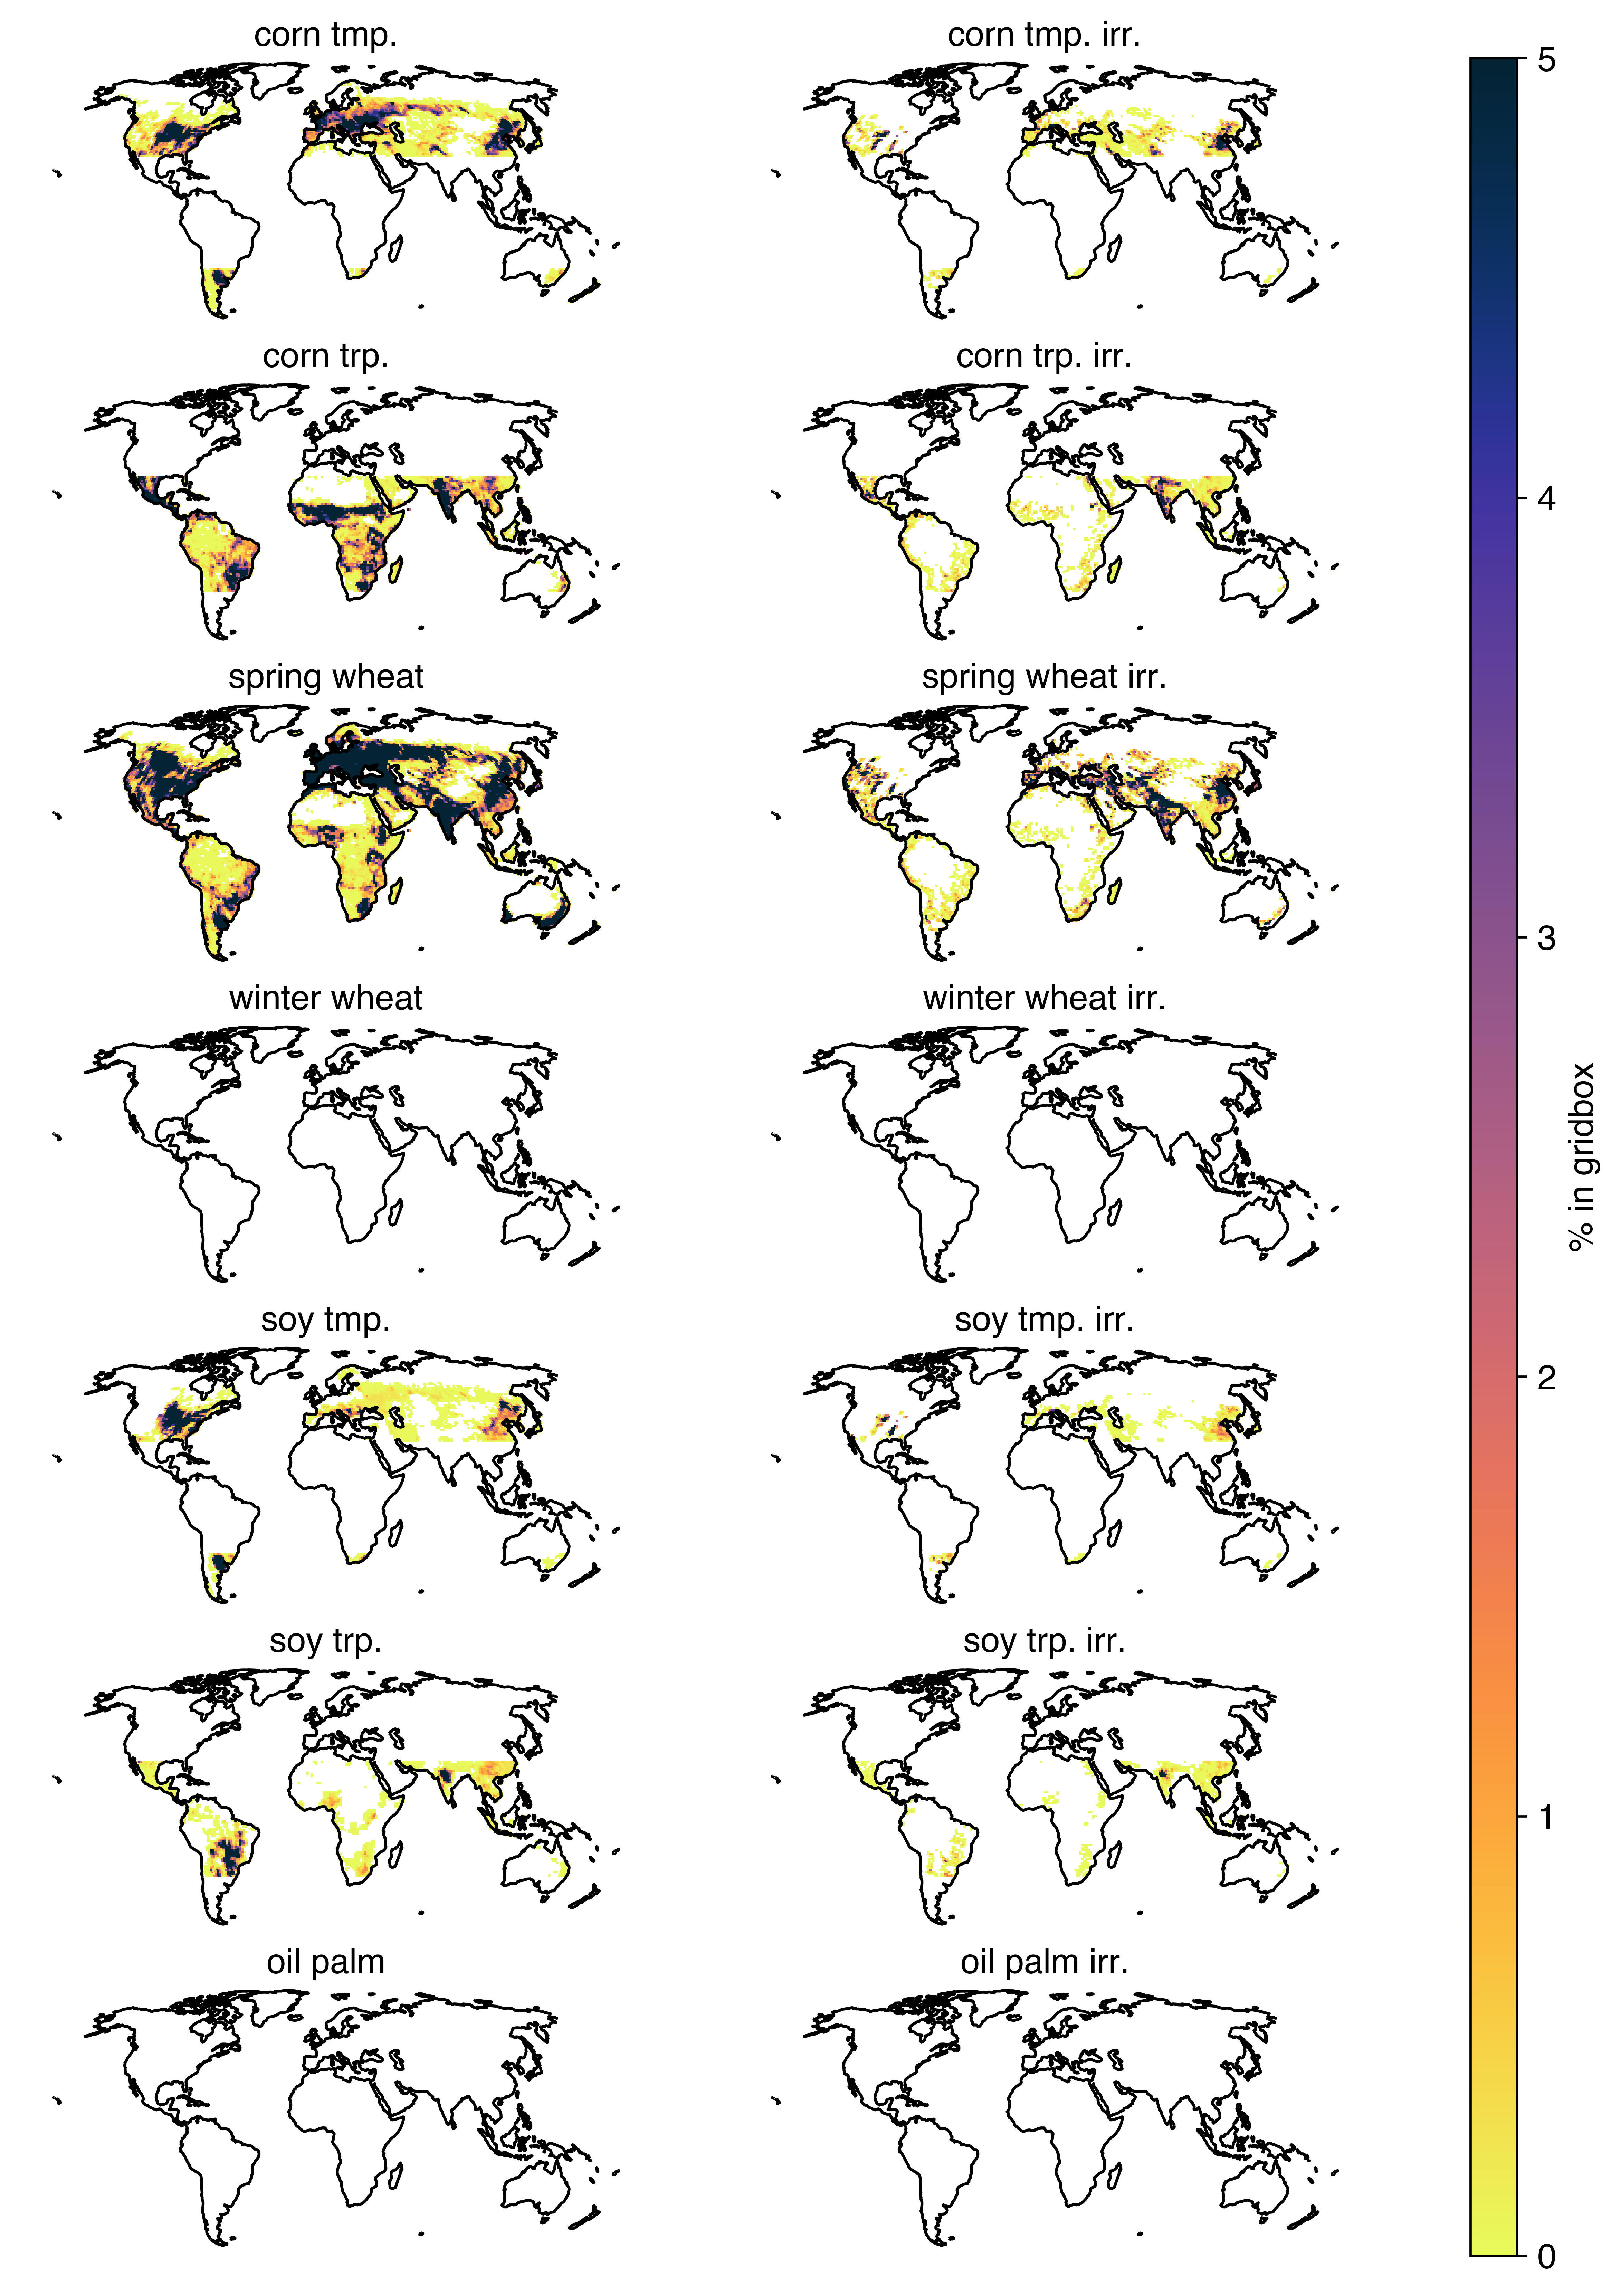 corn tmp.
corn tmp. irr.
corn trp.
corn trp. irr.
spring wheat
spring wheat irr.
winter wheat
winter wheat irr.
soy tmp.
soy tmp. irr.
soy trp.
soy trp. irr.
oil palm
oil palm irr.
5
4
3
2
1
0
% in gridbox